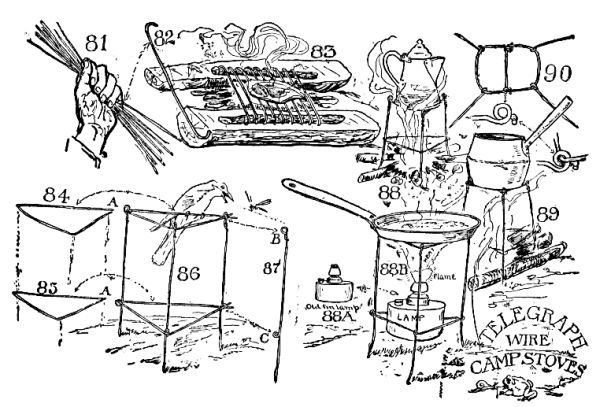 81
82
83
90
84
A
85
A
86
B
87
C
88
89
88B
Flame
LAMP
Old tin lamp
88A
TELEGRAPH
WIRE
CAMP STOVES